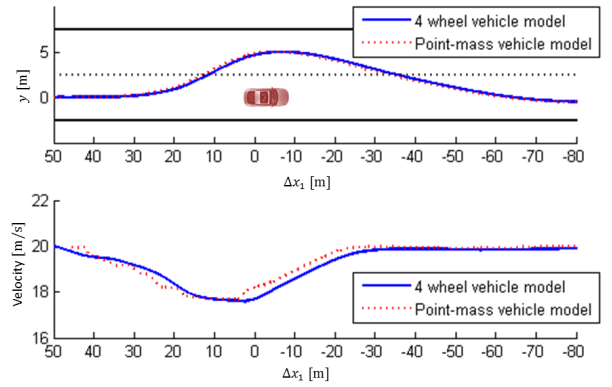 4 wheel vehicle model
Point-mass vehicle model
y [m]
5
0
50 40 30 20 10 0 -10 -20 -30 -40 -50 -60 -70 -80
Δx₁ [m]
Velocity [m/s]
22
20
18
16
4 wheel vehicle model
Point-mass vehicle model
50 40 30 20 10 0 -10 -20 -30 -40 -50 -60 -70 -80
Δx₁ [m]